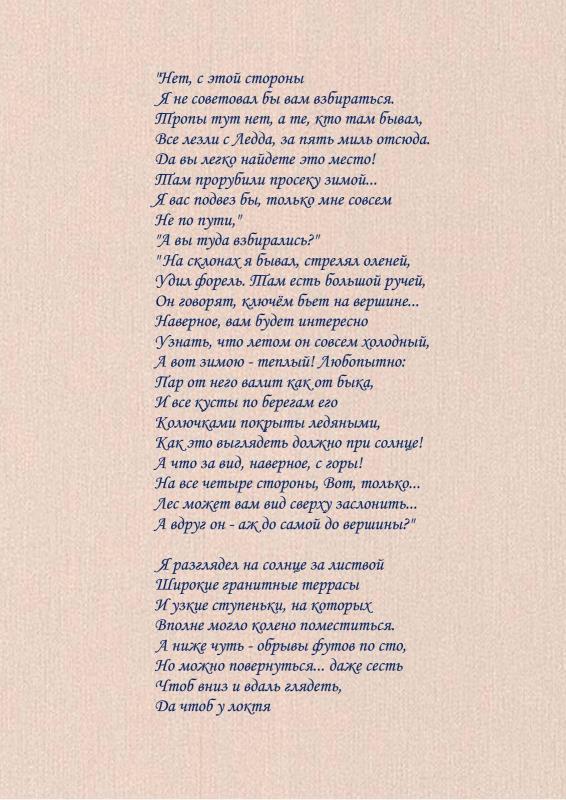 "Нет, с этой стороны
Я не советовал бы вам взбираться.
Тропы тут нет, а те, кто там бывал,
Все лезли с Ледда, за пять миль отсюда.
Да вы легко найдете это место!
Там прорубили просеку зимой...
Я вас подвез бы, только мне совсем
Не по пути,"
"А вы туда взбирались?"
"На склонах я бывал, стрелял оленей,
Удил форель. Там есть большой ручей,
Он говорят, ключём бьет на вершине...
Наверное, вам будет интересно
Узнать, что летом он совсем холодный,
А вот зимою - теплый! Любопытно:
Пар от него валит как от быка,
И все кусты по берегам его
Колючками покрыты ледяными,
Как это выглядеть должно при солнце!
А что за вид, наверное, с горы!
На все четыре стороны, Вот, только...
Лес может вам вид сверху заслонить...
А вдруг он - аж до самой до вершины?"

Я разглядел на солнце за листвой
Широкие гранитные террасы
И узкие ступеньки, на которых
Вполне могло колено поместиться.
А ниже чуть - обрывы футов по сто,
Но можно повернуться... даже сесть
Чтоб вниз и вдаль глядеть,
Да чтоб у локтя